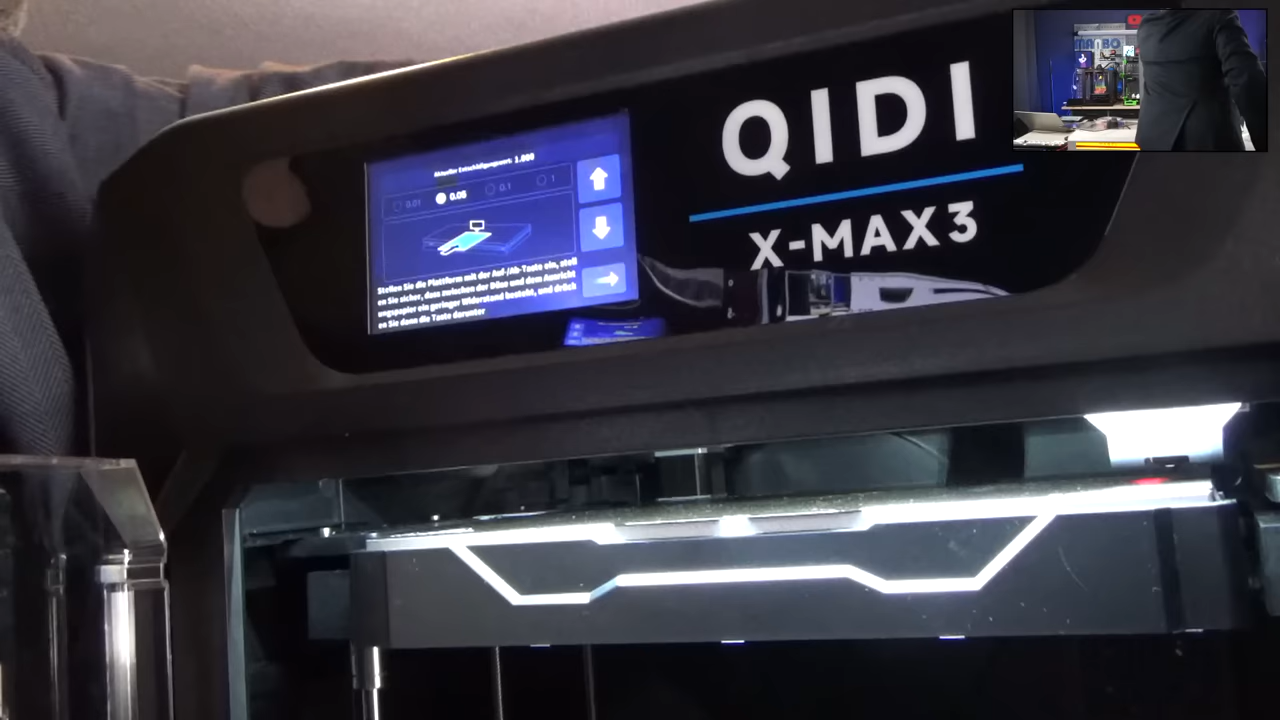 Aktueller Entschädigungswert: 1.000
0.01
0.05
0.1
1
Stellen Sie die Plattform mit der Auf-/Ab-Taste ein, stell
en Sie sicher, dass zwischen der Düse und dem Ausricht
ungspapier ein geringer Widerstand besteht, und drück
en Sie dann die Taste darunter
QIDI
X-MAX3